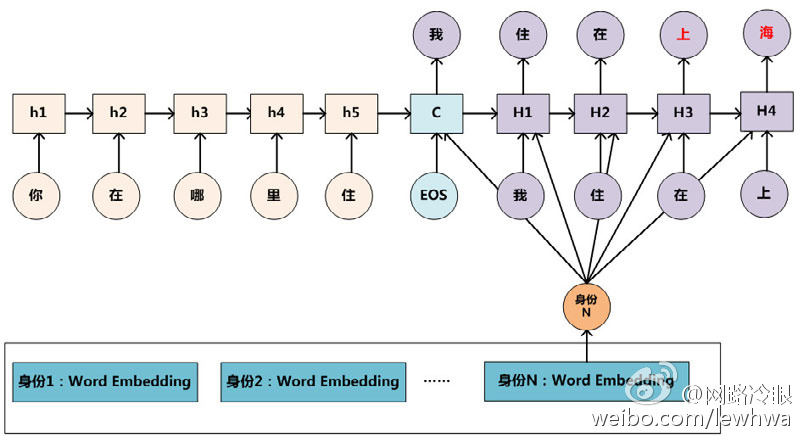 我 住 在 上 海
h1 h2 h3 h4 h5 C H1 H2 H3 H4
你 在 哪 里 住 EOS 我 住 在 上
身份
N
身份1：Word Embedding 身份2：Word Embedding …… 身份N：Word Embedding
@网路冷眼
weibo.com/lewhwa